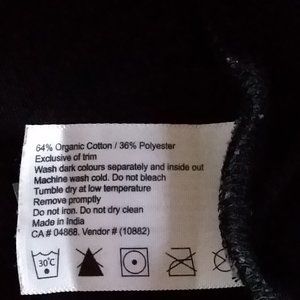 64% Organic Cotton / 36% Polyester
Exclusive of trim
Wash dark colours separately and inside out
Machine wash cold. Do not bleach
Tumble dry at low temperature
Remove promptly
Do not iron. Do not dry clean
Made in India
CA # 04868. Vendor # (10882)
30°C